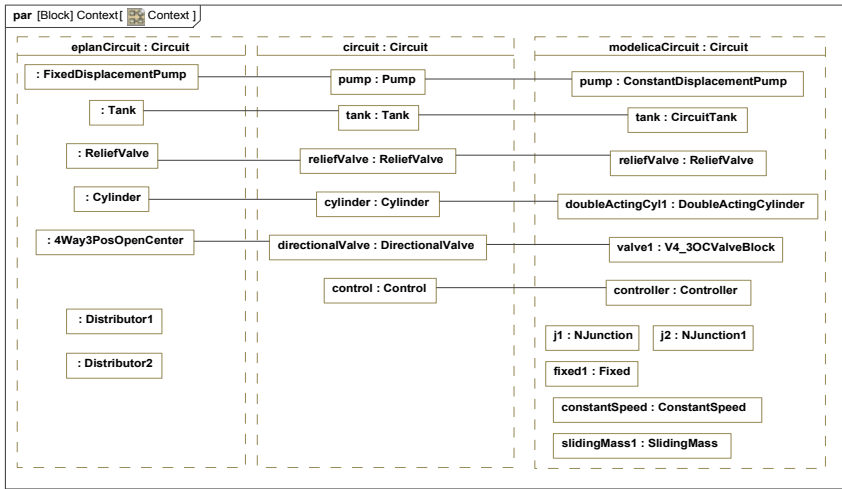 par [Block] Context[ Context ]
eplanCircuit : Circuit
circuit : Circuit
modelicaCircuit : Circuit
: FixedDisplacementPump
pump : Pump
pump : ConstantDisplacementPump
: Tank
tank : Tank
tank : CircuitTank
: ReliefValve
reliefValve : ReliefValve
reliefValve : ReliefValve
: Cylinder
cylinder : Cylinder
doubleActingCyl1 : DoubleActingCylinder
: 4Way3PosOpenCenter
directionalValve : DirectionalValve
valve1 : V4_3OCValveBlock
control : Control
controller : Controller
: Distributor1
j1 : NJunction
j2 : NJunction1
: Distributor2
fixed1 : Fixed
constantSpeed : ConstantSpeed
slidingMass1 : SlidingMass